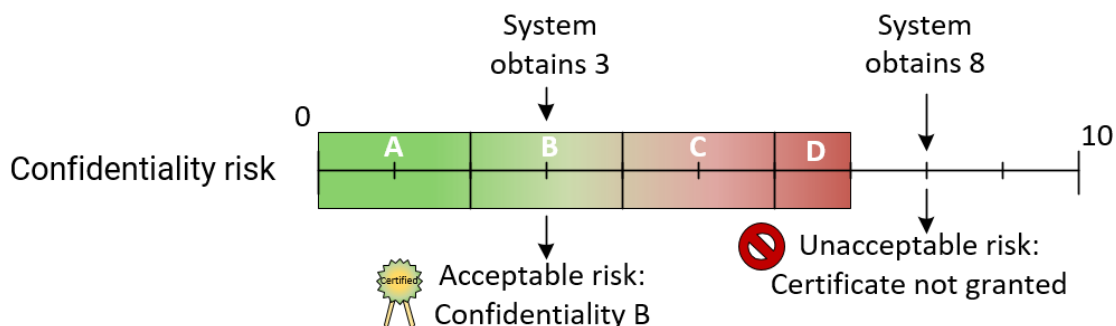 System
obtains 3
System
obtains 8
0
10
A
B
C
D
Confidentiality risk
Certified
Acceptable risk:
Confidentiality B
Unacceptable risk:
Certificate not granted